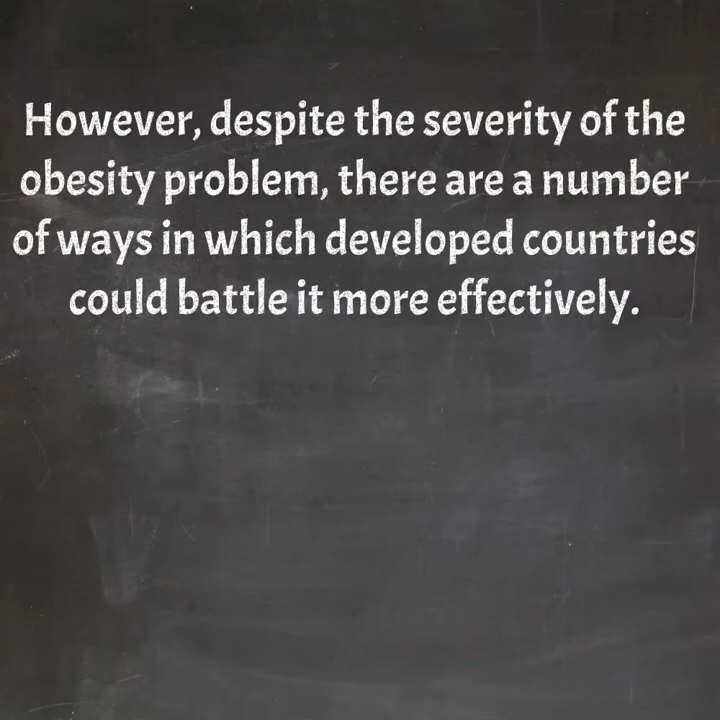 However, despite the severity of the
obesity problem, there are a number
of ways in which developed countries
could battle it more effectively.